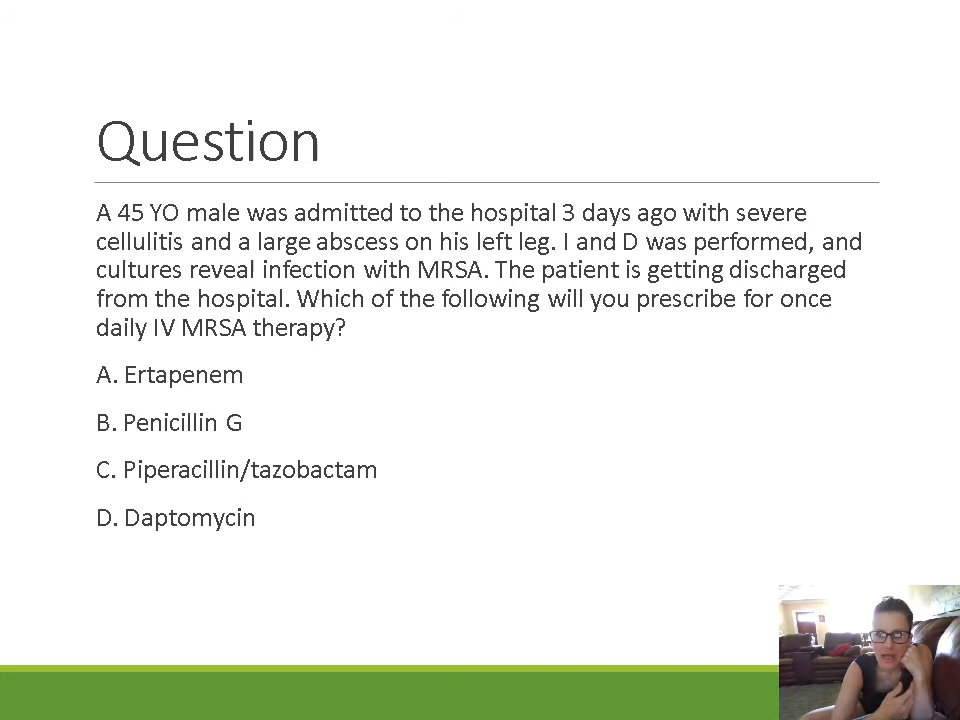 Question
A 45 YO male was admitted to the hospital 3 days ago with severe
cellulitis and a large abscess on his left leg. I and D was performed, and
cultures reveal infection with MRSA. The patient is getting discharged
from the hospital. Which of the following will you prescribe for once
daily IV MRSA therapy?
A. Ertapenem
B. Penicillin G
C. Piperacillin/tazobactam
D. Daptomycin